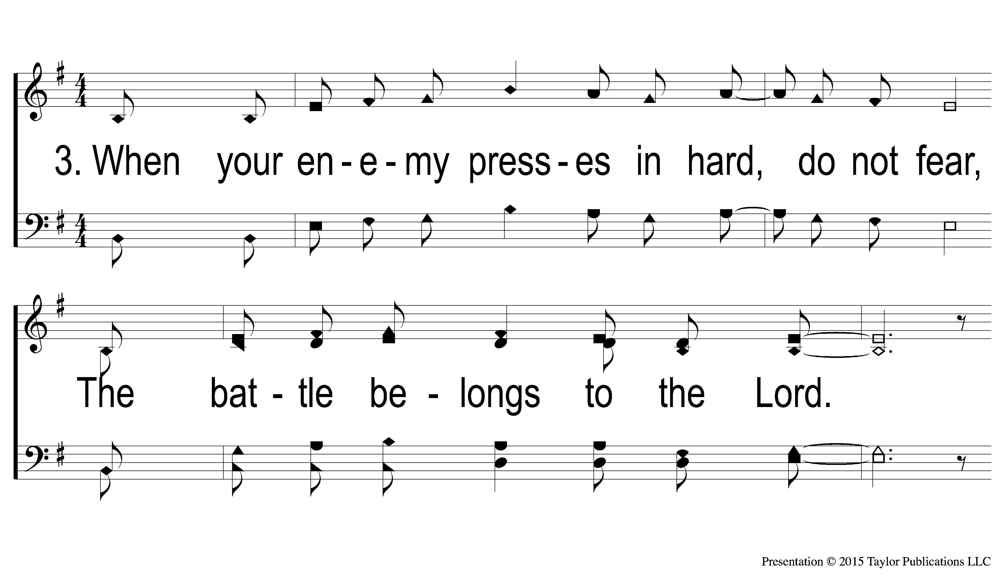 3. When your en - e - my press - es in hard, do not fear,
The bat - tle be - longs to the Lord.
Presentation © 2015 Taylor Publications LLC